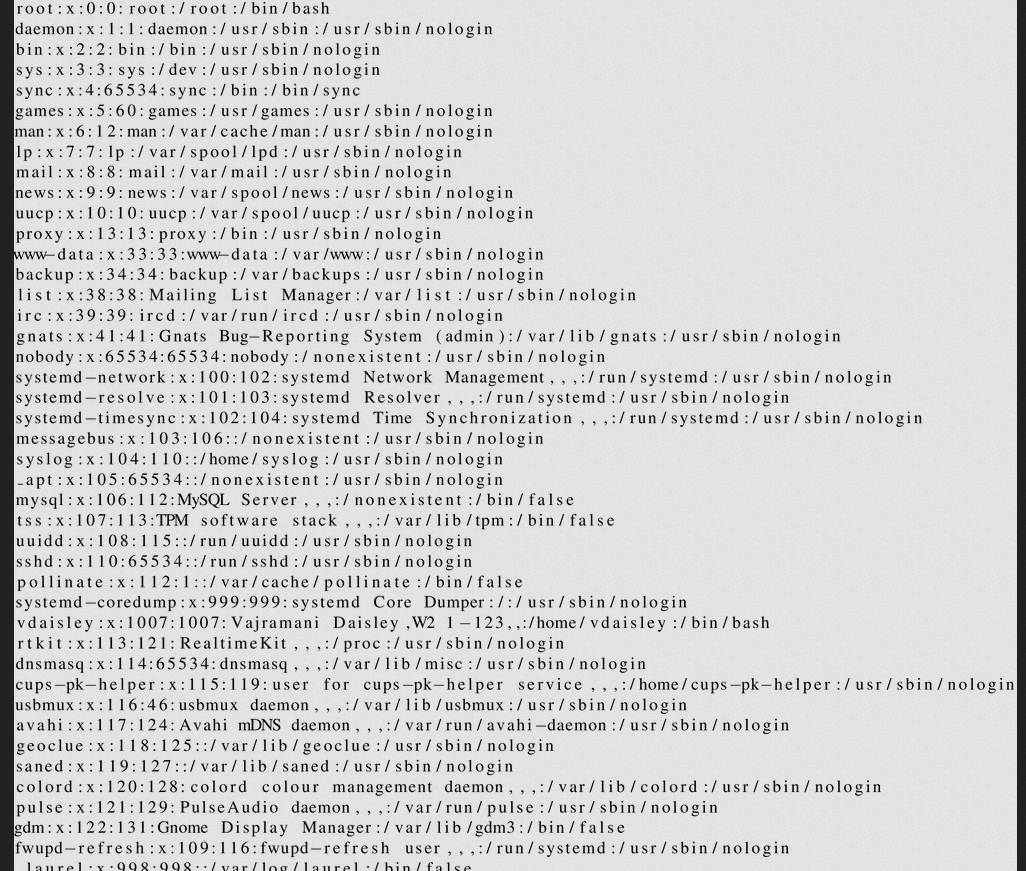 root:x:0:0:root:/root:/bin/bash
daemon:x:1:1:daemon:/usr/sbin:/usr/sbin/nologin
bin:x:2:2:bin:/bin:/usr/sbin/nologin
sys:x:3:3:sys:/dev:/usr/sbin/nologin
sync:x:4:65534:sync:/bin:/bin/sync
games:x:5:60:games:/usr/games:/usr/sbin/nologin
man:x:6:12:man:/var/cache/man:/usr/sbin/nologin
lp:x:7:7:lp:/var/spool/lpd:/usr/sbin/nologin
mail:x:8:8:mail:/var/mail:/usr/sbin/nologin
news:x:9:9:news:/var/spool/news:/usr/sbin/nologin
uucp:x:10:10:uucp:/var/spool/uucp:/usr/sbin/nologin
proxy:x:13:13:proxy:/bin:/usr/sbin/nologin
www-data:x:33:33:www-data:/var/www:/usr/sbin/nologin
backup:x:34:34:backup:/var/backups:/usr/sbin/nologin
list:x:38:38:Mailing List Manager:/var/list:/usr/sbin/nologin
irc:x:39:39:ircd:/var/run/ircd:/usr/sbin/nologin
gnats:x:41:41:Gnats Bug-Reporting System (admin):/var/lib/gnats:/usr/sbin/nologin
nobody:x:65534:65534:nobody:/nonexistent:/usr/sbin/nologin
systemd-network:x:100:102:systemd Network Management,,,:/run/systemd:/usr/sbin/nologin
systemd-resolve:x:101:103:systemd Resolver,,,:/run/systemd:/usr/sbin/nologin
systemd-timesync:x:102:104:systemd Time Synchronization,,,:/run/systemd:/usr/sbin/nologin
messagebus:x:103:106::/nonexistent:/usr/sbin/nologin
syslog:x:104:110::/home/syslog:/usr/sbin/nologin
_apt:x:105:65534::/nonexistent:/usr/sbin/nologin
mysql:x:106:112:MySQL Server,,,:/nonexistent:/bin/false
tss:x:107:113:TPM software stack,,,:/var/lib/tpm:/bin/false
uuidd:x:108:115::/run/uuidd:/usr/sbin/nologin
sshd:x:110:65534::/run/sshd:/usr/sbin/nologin
pollinate:x:112:1::/var/cache/pollinate:/bin/false
systemd-coredump:x:999:999:systemd Core Dumper:/:/usr/sbin/nologin
vdaisley:x:1007:1007:Vajramani Daisley,W2 1-123,,:/home/vdaisley:/bin/bash
rtkit:x:113:121:RealtimeKit,,,:/proc:/usr/sbin/nologin
dnsmasq:x:114:65534:dnsmasq,,,:/var/lib/misc:/usr/sbin/nologin
cups-pk-helper:x:115:119:user for cups-pk-helper service,,,:/home/cups-pk-helper:/usr/sbin/nologin
usbmux:x:116:46:usbmux daemon,,,:/var/lib/usbmux:/usr/sbin/nologin
avahi:x:117:124:Avahi mDNS daemon,,,:/var/run/avahi-daemon:/usr/sbin/nologin
geoclue:x:118:125::/var/lib/geoclue:/usr/sbin/nologin
saned:x:119:127::/var/lib/saned:/usr/sbin/nologin
colord:x:120:128:colord colour management daemon,,,:/var/lib/colord:/usr/sbin/nologin
pulse:x:121:129:PulseAudio daemon,,,:/var/run/pulse:/usr/sbin/nologin
gdm:x:122:131:Gnome Display Manager:/var/lib/gdm3:/bin/false
fwupd-refresh:x:109:116:fwupd-refresh user,,,:/run/systemd:/usr/sbin/nologin
_laurel:x:998:998::/var/log/laurel:/bin/false